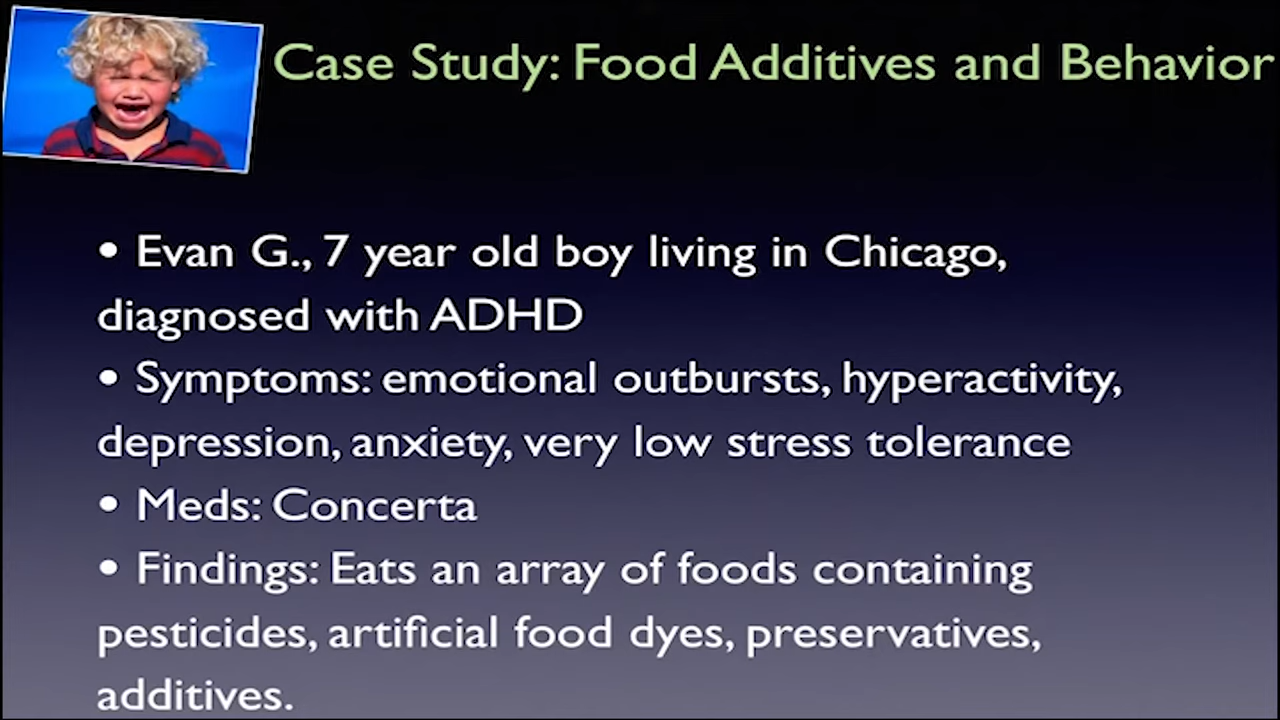 Case Study: Food Additives and Behavior
• Evan G., 7 year old boy living in Chicago,
diagnosed with ADHD
• Symptoms: emotional outbursts, hyperactivity,
depression, anxiety, very low stress tolerance
• Meds: Concerta
• Findings: Eats an array of foods containing
pesticides, artificial food dyes, preservatives,
additives.